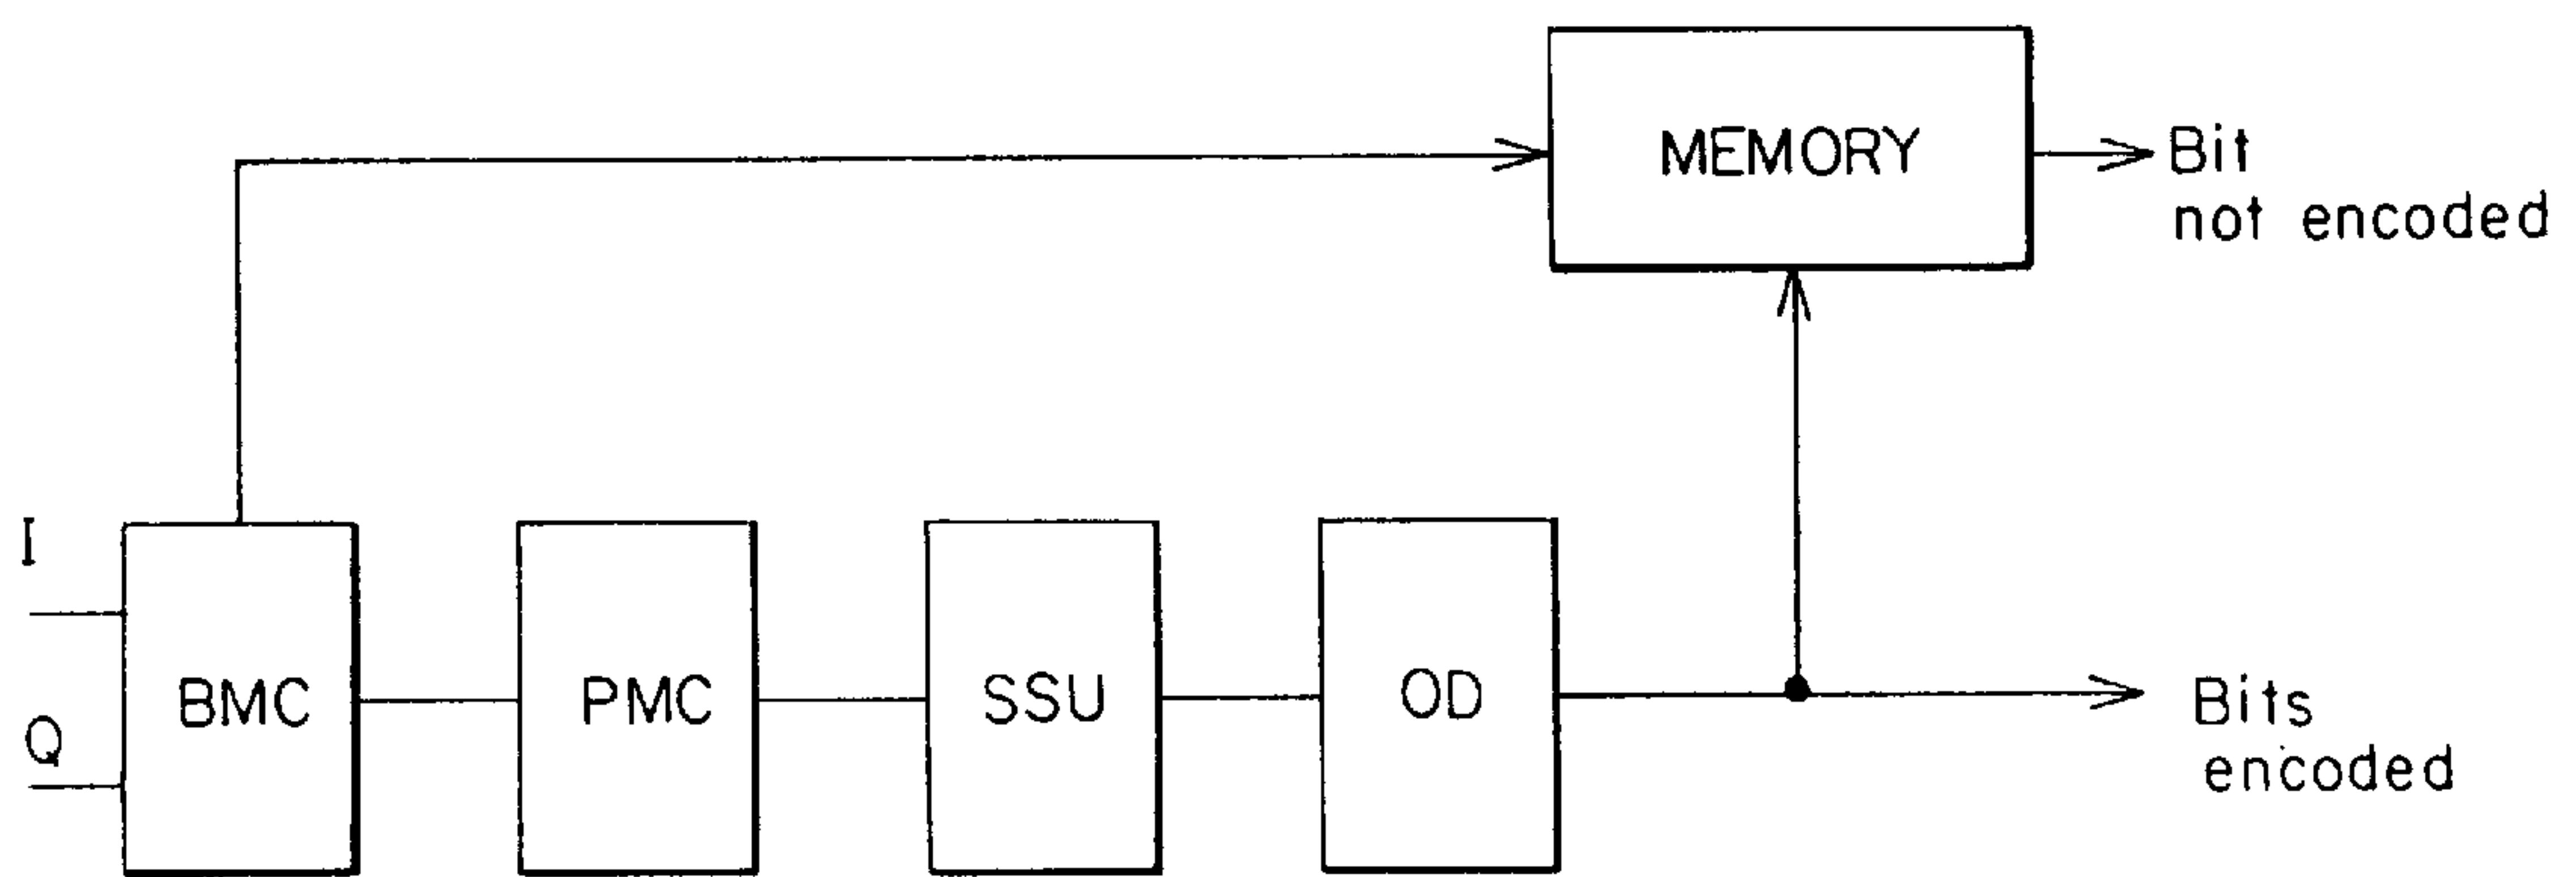 MEMORY
Bit
not encoded
I
Q
BMC
PMC
SSU
OD
Bits
encoded